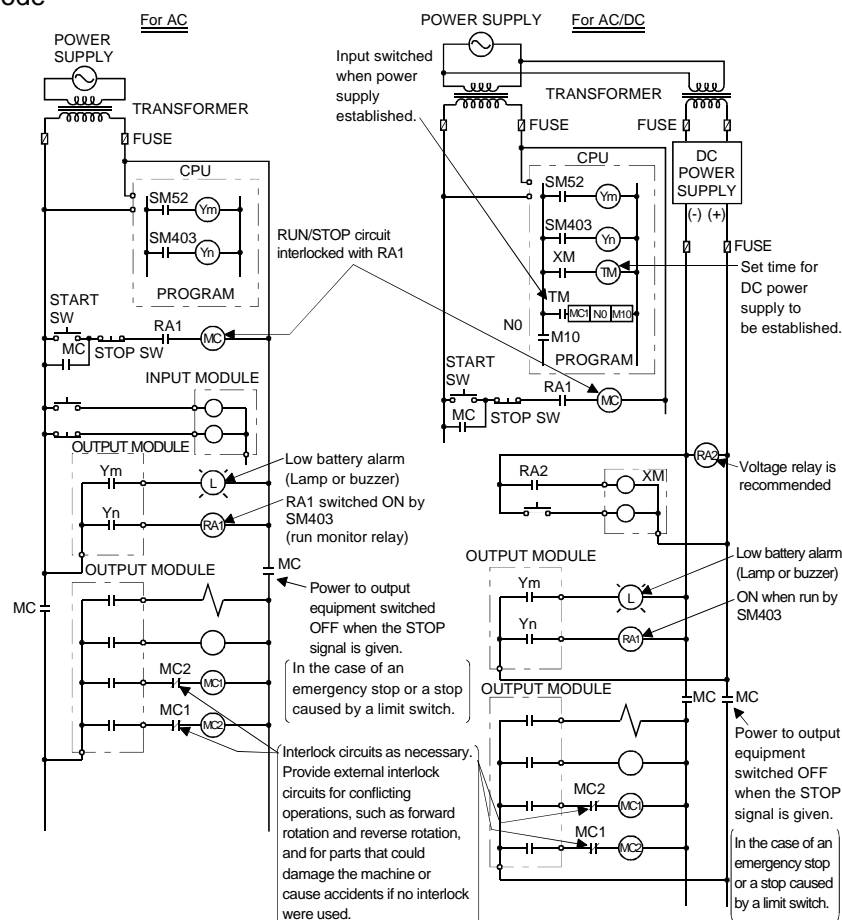 ode
For AC
POWER
SUPPLY
TRANSFORMER
FUSE
CPU
SM52
Ym
SM403
Yn
PROGRAM
RUN/STOP circuit
interlocked with RA1
START
SW
MC
STOP SW
RA1
MC
INPUT MODULE
OUTPUT MODULE
Ym
L
Low battery alarm
(Lamp or buzzer)
Yn
RA1
RA1 switched ON by
SM403
(run monitor relay)
OUTPUT MODULE
MC
MC
Power to output
equipment switched
OFF when the STOP
signal is given.
In the case of an
emergency stop or a stop
caused by a limit switch.
MC2
MC1
MC1
MC2
Interlock circuits as necessary.
Provide external interlock
circuits for conflicting
operations, such as forward
rotation and reverse rotation,
and for parts that could
damage the machine or
cause accidents if no interlock
were used.
POWER SUPPLY
For AC/DC
Input switched
when power
supply
established.
TRANSFORMER
FUSE
FUSE
CPU
SM52
Ym
SM403
Yn
XM
TM
TM
MC1 N0 M10
N0
M10
PROGRAM
DC
POWER
SUPPLY
(-) (+)
FUSE
Set time for
DC power
supply to
be established.
START
SW
MC
STOP SW
RA1
MC
RA2
Voltage relay is
recommended
RA2
XM
OUTPUT MODULE
Ym
L
Low battery alarm
(Lamp or buzzer)
Yn
RA1
ON when run by
SM403
OUTPUT MODULE
MC
MC
Power to output
equipment
switched OFF
when the STOP
signal is given.
In the case of an
emergency stop
or a stop caused
by a limit switch.
MC2
MC1
MC1
MC2